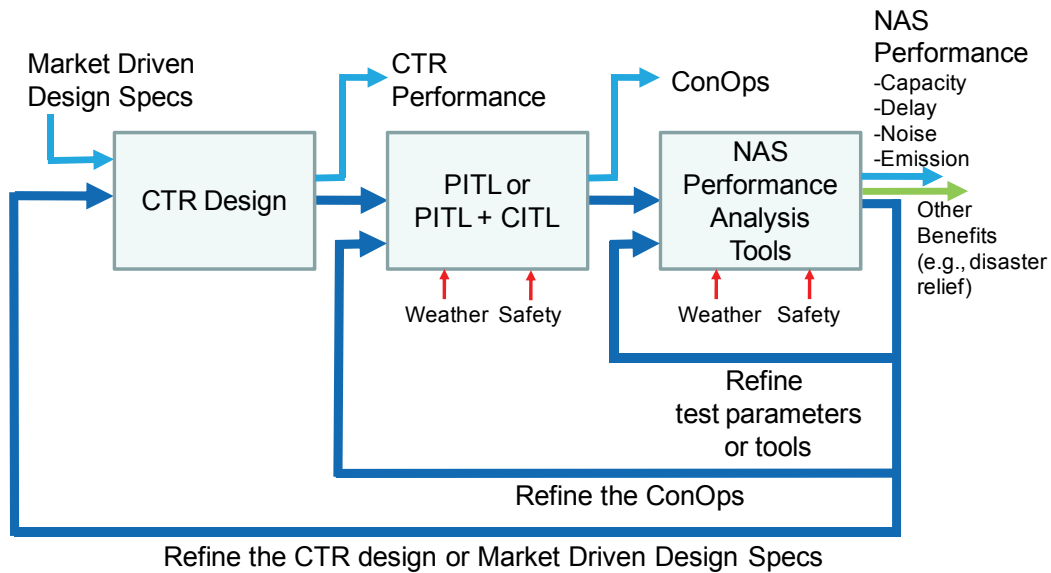 Market Driven
Design Specs
CTR
Performance
ConOps
NAS
Performance
-Capacity
-Delay
-Noise
-Emission
CTR Design
PITL or
PITL + CITL
NAS
Performance
Analysis
Tools
Other
Benefits
(e.g., disaster
relief)
Weather
Safety
Weather
Safety
Refine
test parameters
or tools
Refine the ConOps
Refine the CTR design or Market Driven Design Specs